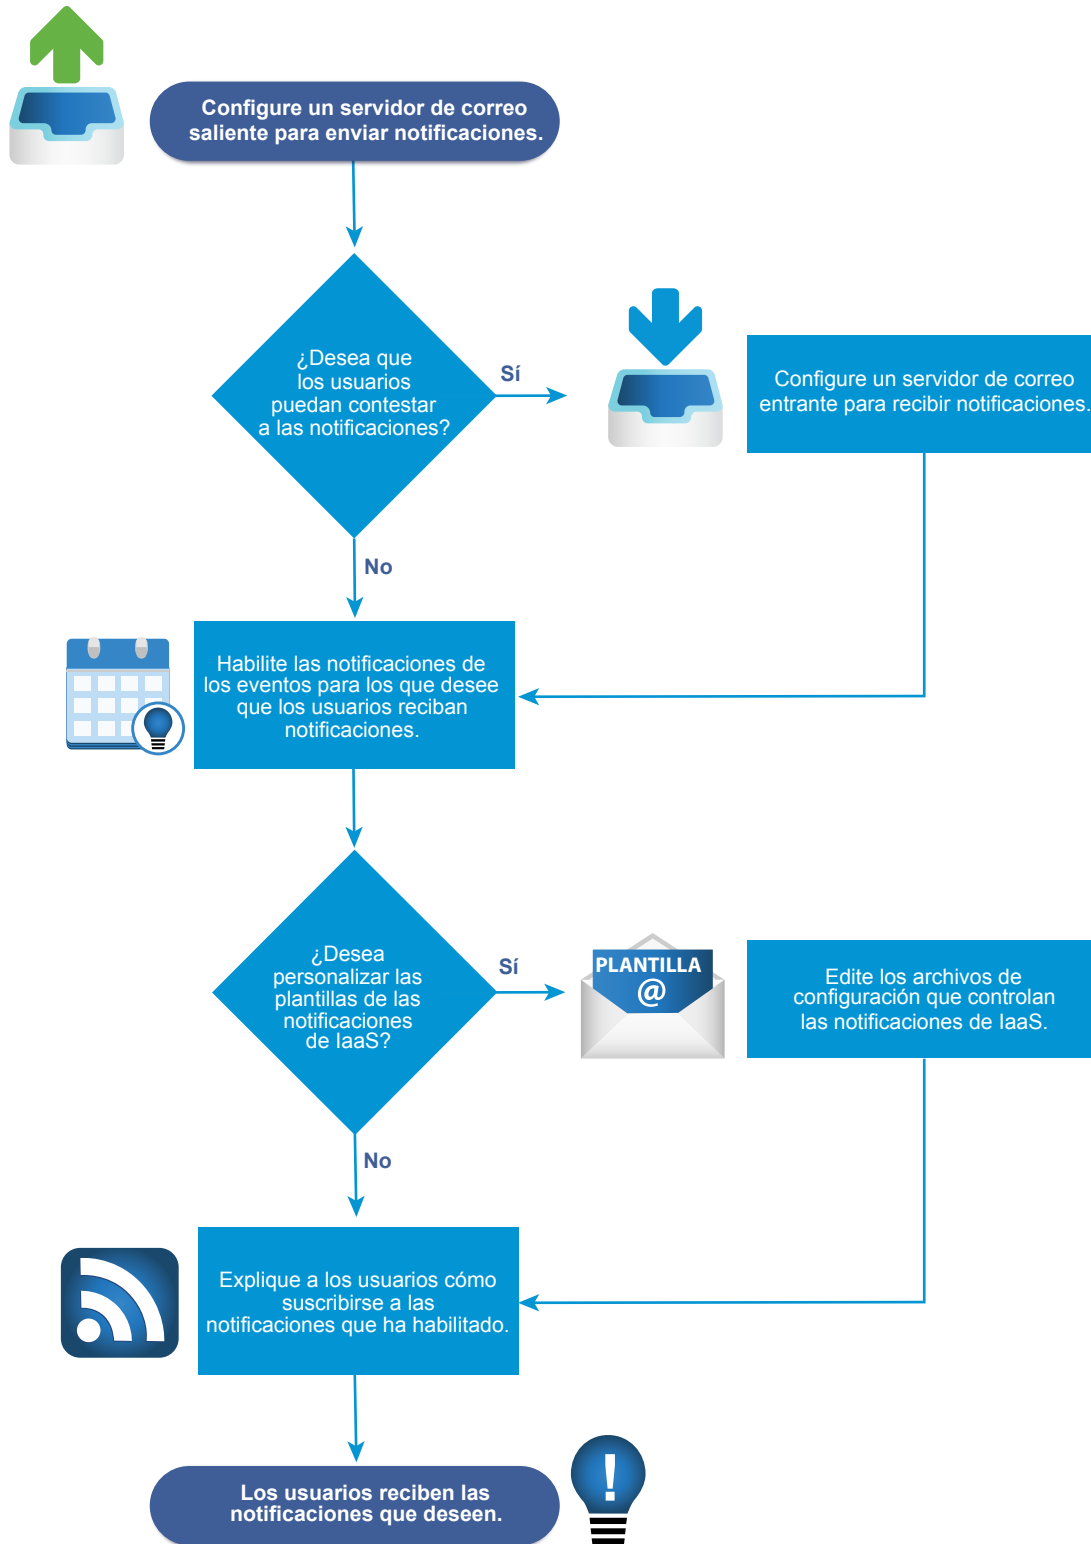 Configure un servidor de correo
saliente para enviar notificaciones.
¿Desea que
los usuarios
puedan contestar
a las notificaciones?
Sí
Configure un servidor de correo
entrante para recibir notificaciones.
No
Habilite las notificaciones de
los eventos para los que desee
que los usuarios reciban
notificaciones.
¿Desea
personalizar las
plantillas de las
notificaciones
de IaaS?
Sí
PLANTILLA
@
Edite los archivos de
configuración que controlan
las notificaciones de IaaS.
No
Explique a los usuarios cómo
suscribirse a las
notificaciones que ha habilitado.
Los usuarios reciben las
notificaciones que deseen.
!